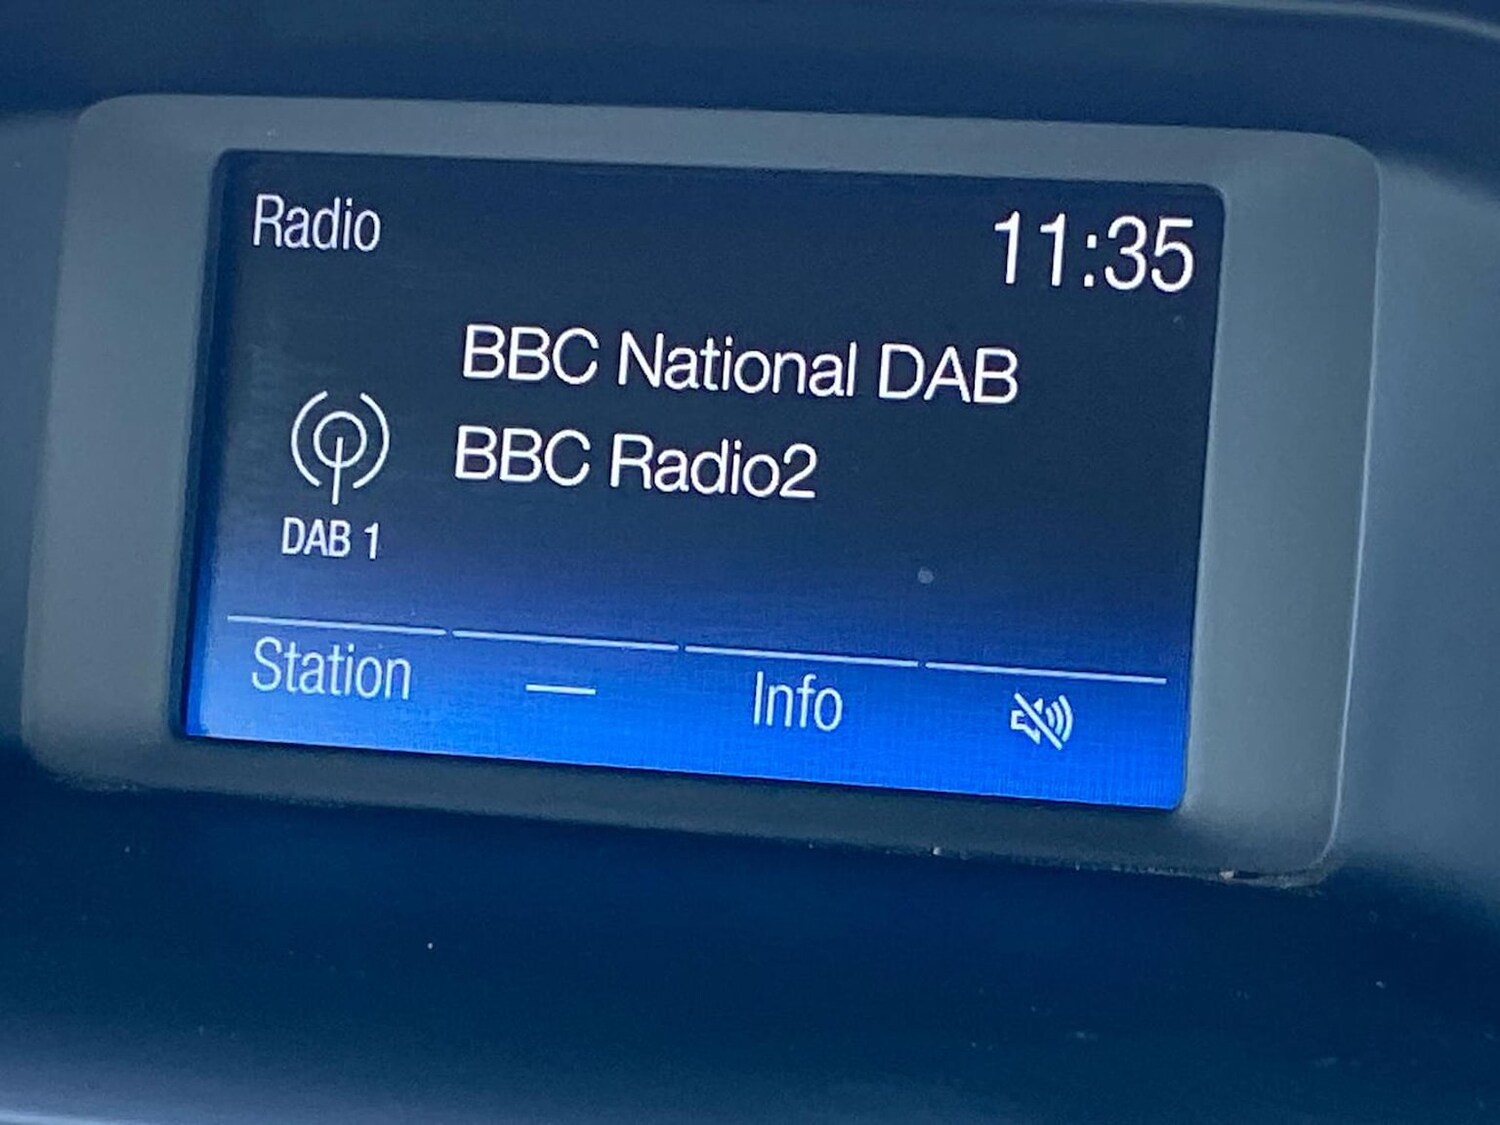 Radio
11:35
BBC National DAB
BBC Radio2
DAB 1
Station
Info